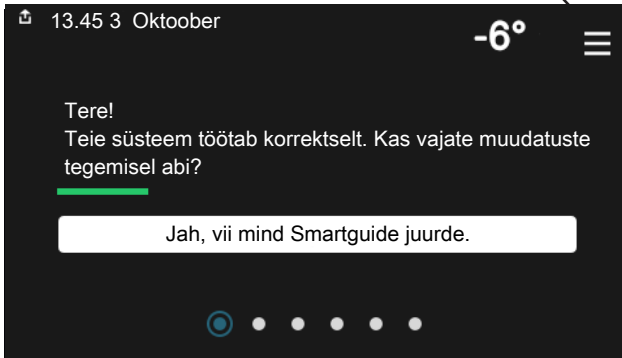 13.45 3 Oktoober
-6°
Tere!
Teie süsteem töötab korrektselt. Kas vajate muudatuste
tegemisel abi?
Jah, vii mind Smartguide juurde.